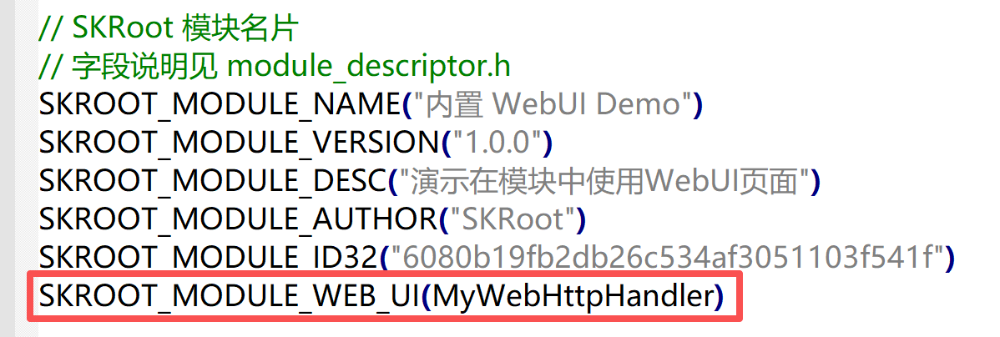 // SKRoot 模块名片
// 字段说明见 module_descriptor.h
SKROOT_MODULE_NAME("内置 WebUI Demo")
SKROOT_MODULE_VERSION("1.0.0")
SKROOT_MODULE_DESC("演示在模块中使用WebUI页面")
SKROOT_MODULE_AUTHOR("SKRoot")
SKROOT_MODULE_ID32("6080b19fb2db26c534af3051103f541f")
SKROOT_MODULE_WEB_UI(MyWebHttpHandler)